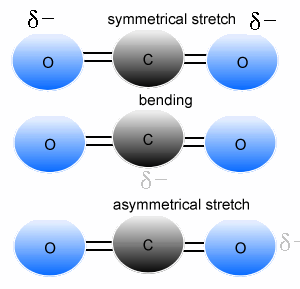 symmetrical stretch
δ− δ−
O C O
bending
O C O
δ−
asymmetrical stretch
O C O δ−